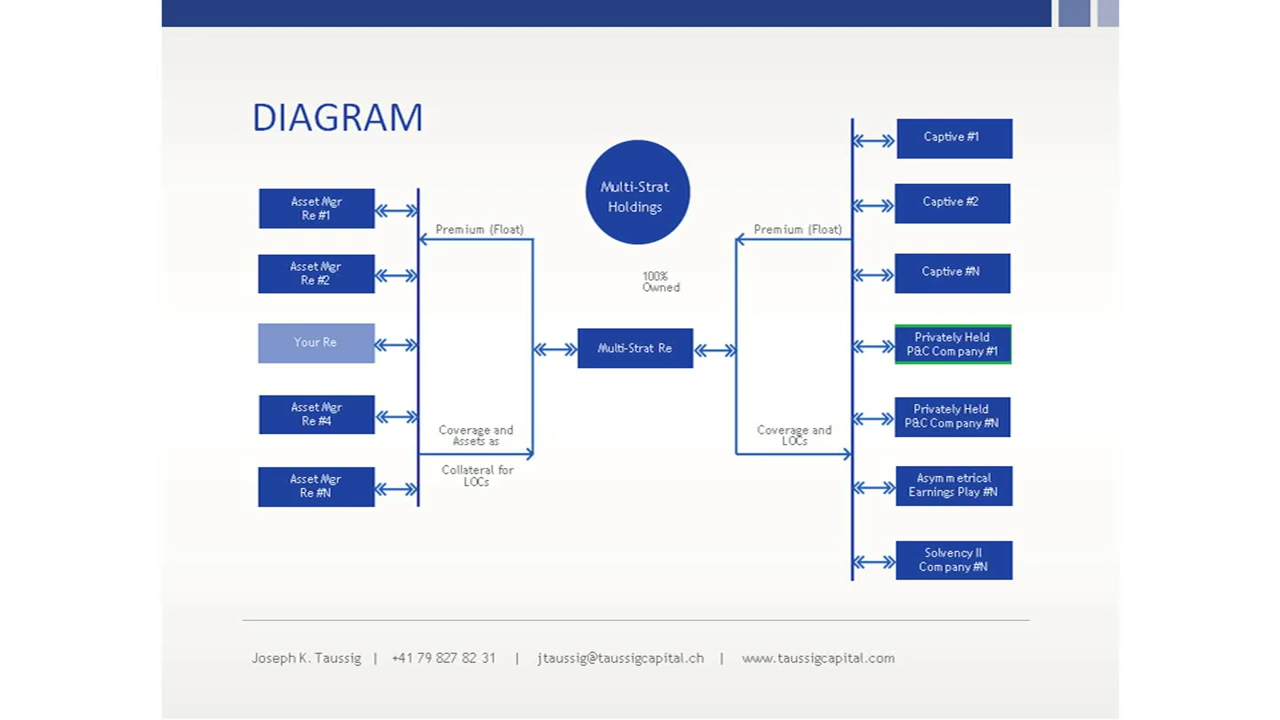 DIAGRAM
Multi-Strat
Holdings
100%
Owned
Asset Mgr
Re #1
Asset Mgr
Re #2
Your Re
Asset Mgr
Re #4
Asset Mgr
Re #N
Premium (Float)
Coverage and
Assets as
Collateral for
LOCs
Multi-Strat Re
Premium (Float)
Coverage and
LOCs
Captive #1
Captive #2
Captive #N
Privately Held
P&C Company #1
Privately Held
P&C Company #N
Asymmetrical
Earnings Play #N
Solvency II
Company #N
Joseph K. Taussig | +41 79 827 82 31 | jtaussig@taussigcapital.ch | www.taussigcapital.com